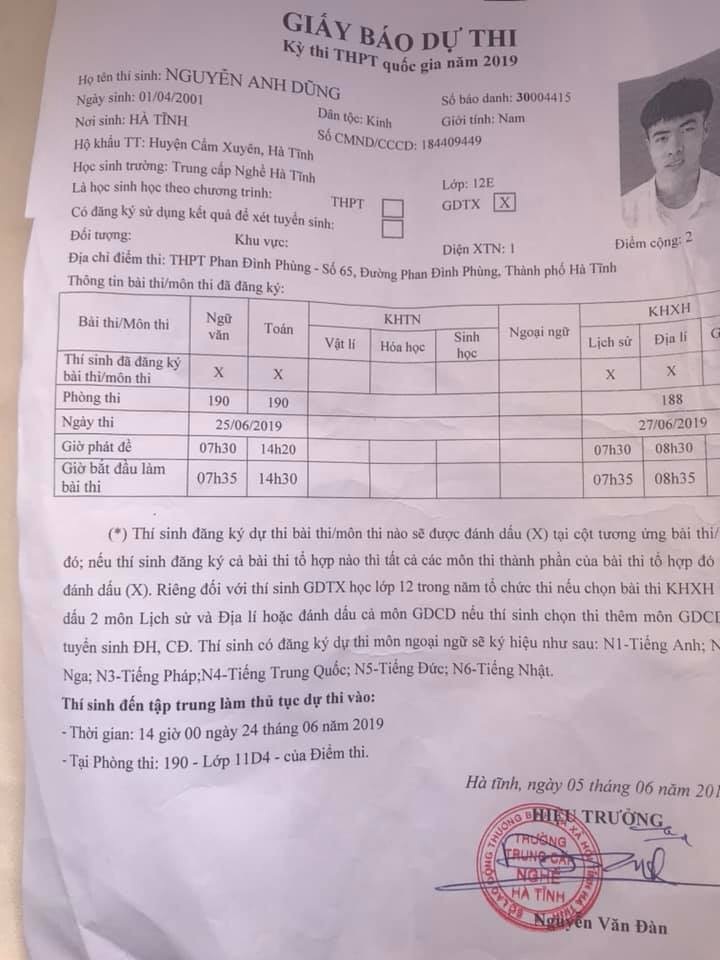 GIẤY BÁO DỰ THI
Kỳ thi THPT quốc gia năm 2019
Họ tên thí sinh: NGUYỄN ANH DŨNG
Số báo danh: 30004415
Ngày sinh: 01/04/2001
Dân tộc: Kinh
Giới tính: Nam
Nơi sinh: HÀ TĨNH
Số CMND/CCCD: 184409449
Hộ khẩu TT: Huyện Cẩm Xuyên, Hà Tĩnh
Học sinh trường: Trung cấp Nghề Hà Tĩnh
Lớp: 12E
Là học sinh học theo chương trình:
THPT
GDTX X
Có đăng ký sử dụng kết quả để xét tuyển sinh:
Đối tượng:
Khu vực:
Diện XTN: 1
Điểm cộng: 2
Địa chỉ điểm thi: THPT Phan Đình Phùng - Số 65, Đường Phan Đình Phùng, Thành phố Hà Tĩnh
Thông tin bài thi/môn thi đã đăng ký:
Bài thi/Môn thi Ngữ văn Toán KHTN Ngoại ngữ KHXH
Vật lí Hóa học Sinh học Lịch sử Địa lí G
Thí sinh đã đăng ký bài thi/môn thi X X X X
Phòng thi 190 190 188
Ngày thi 25/06/2019 27/06/2019
Giờ phát đề 07h30 14h20 07h30 08h30
Giờ bắt đầu làm bài thi 07h35 14h30 07h35 08h35
(*) Thí sinh đăng ký dự thi bài thi/môn thi nào sẽ được đánh dấu (X) tại cột tương ứng bài thi/
đó; nếu thí sinh đăng ký cả bài thi tổ hợp nào thì tất cả các môn thi thành phần của bài thi tổ hợp đó
đánh dấu (X). Riêng đối với thí sinh GDTX học lớp 12 trong năm tổ chức thi nếu chọn bài thi KHXH
dấu 2 môn Lịch sử và Địa lí hoặc đánh dấu cả môn GDCD nếu thí sinh chọn thi thêm môn GDCD
tuyển sinh ĐH, CĐ. Thí sinh có đăng ký dự thi môn ngoại ngữ sẽ ký hiệu như sau: N1-Tiếng Anh; N
Nga; N3-Tiếng Pháp;N4-Tiếng Trung Quốc; N5-Tiếng Đức; N6-Tiếng Nhật.
Thí sinh đến tập trung làm thủ tục dự thi vào:
- Thời gian: 14 giờ 00 ngày 24 tháng 06 năm 2019
- Tại Phòng thi: 190 - Lớp 11D4 - của Điểm thi.
Hà tĩnh, ngày 05 tháng 06 năm 201
HIỆU TRƯỞNG
TRƯỜNG
TRUNG CẤP
NGHỀ
HÀ TĨNH
Nguyễn Văn Đàn